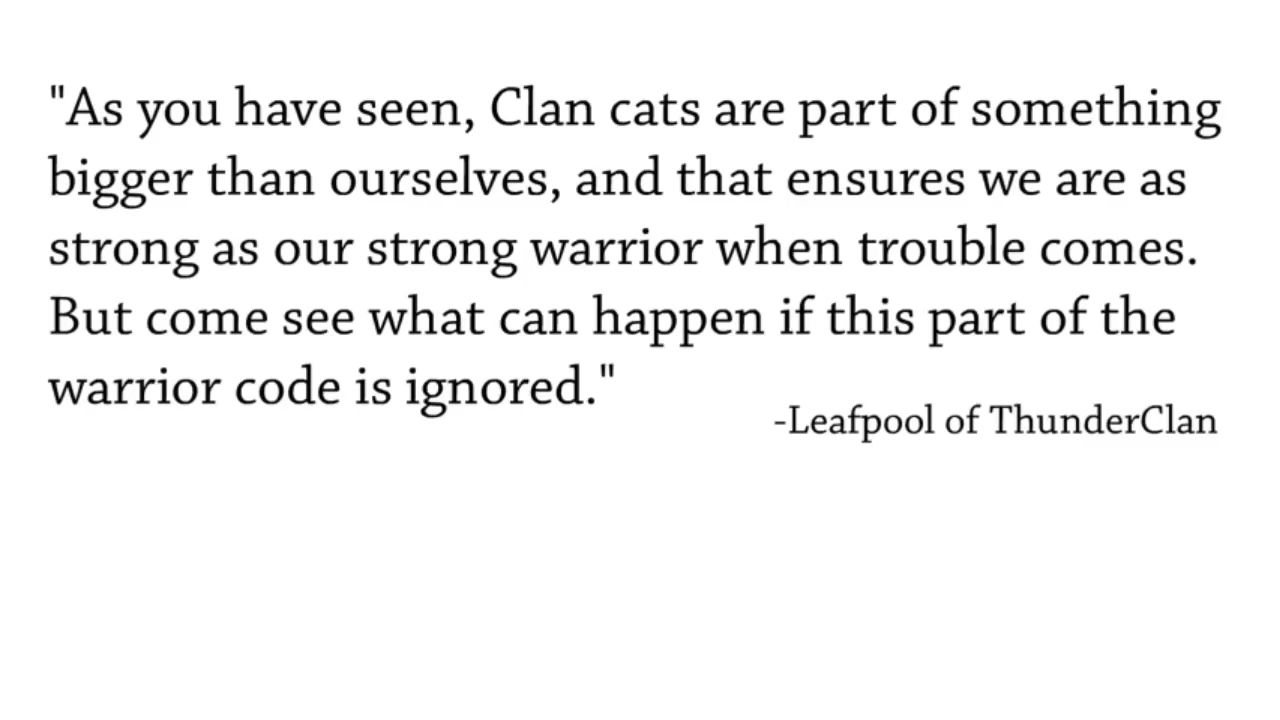 "As you have seen, Clan cats are part of something
bigger than ourselves, and that ensures we are as
strong as our strong warrior when trouble comes.
But come see what can happen if this part of the
warrior code is ignored."
-Leafpool of ThunderClan